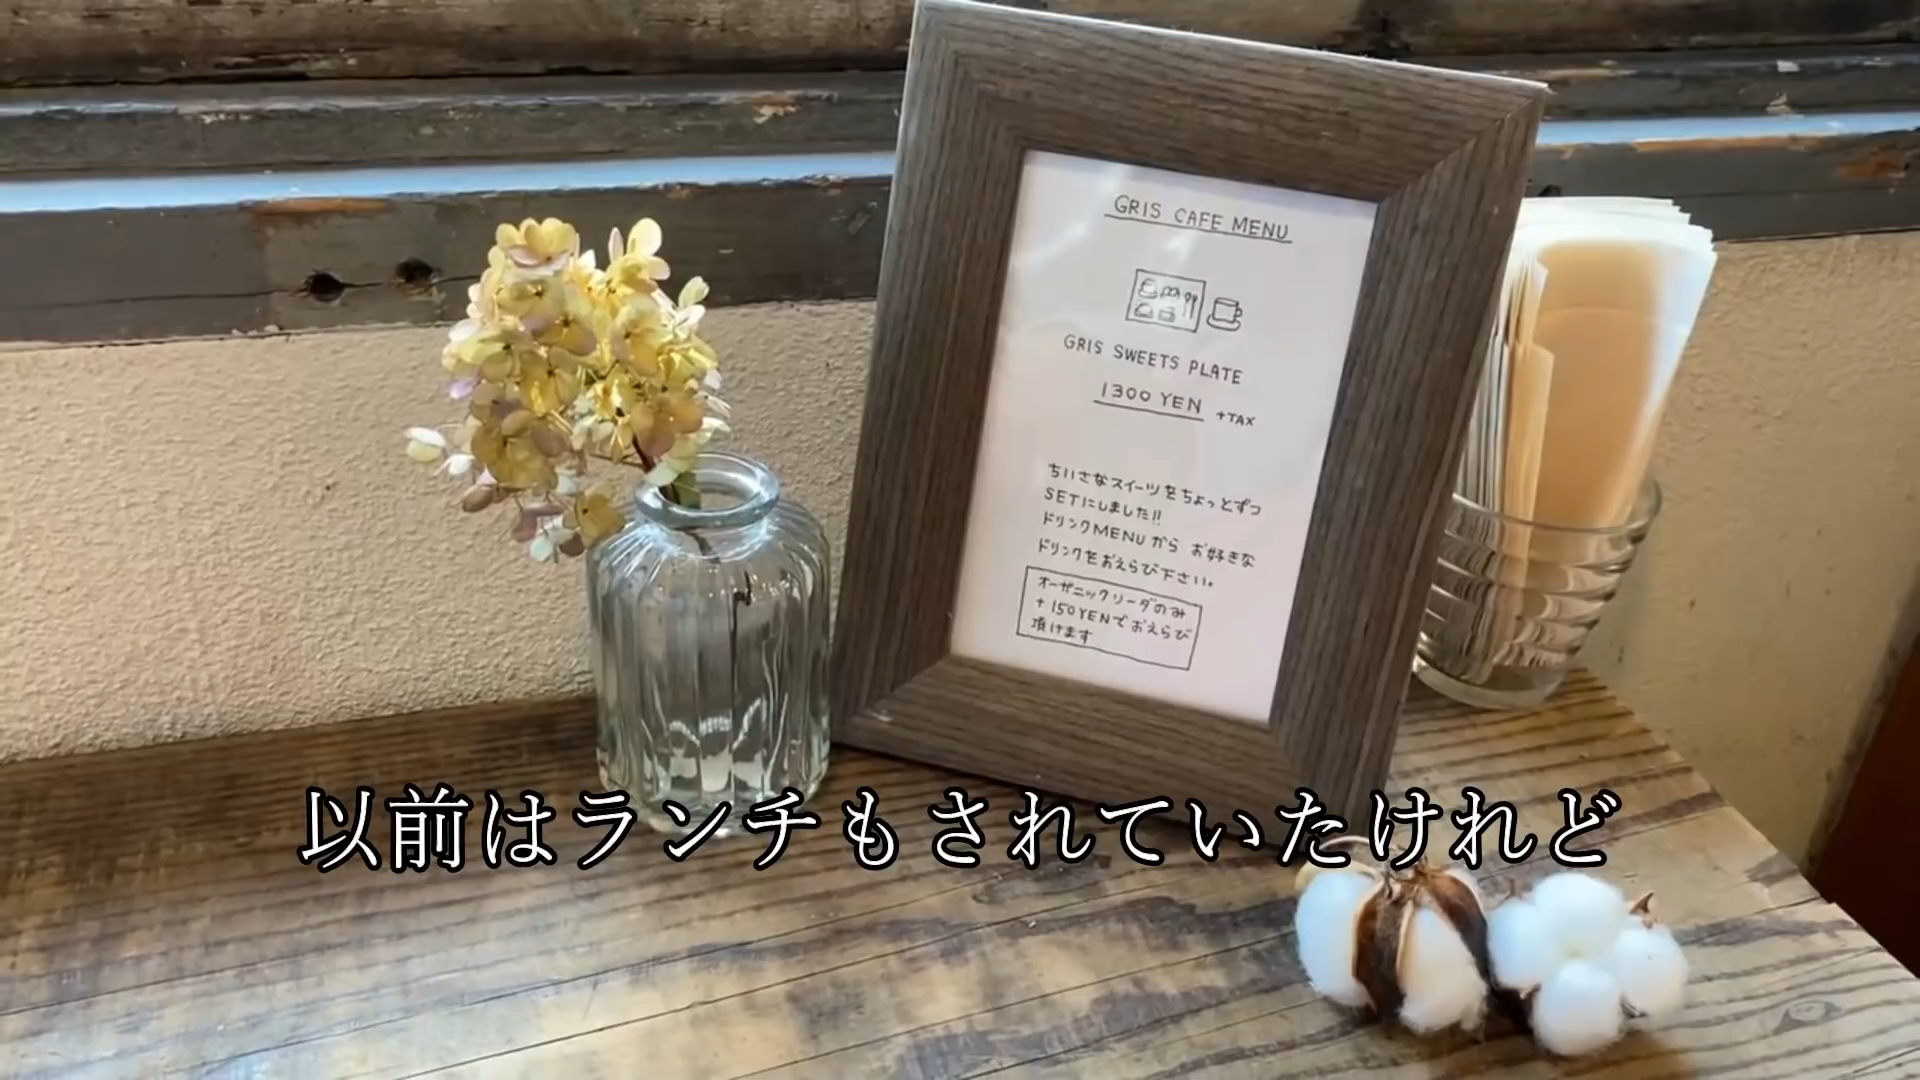 GRIS CAFE MENU
GRIS SWEETS PLATE
1300 YEN +TAX
ちいさなスイーツをちょっとずつ
SETにしました!!
ドリンクMENUから お好きな
ドリンクをおえらび下さい。
オーガニックソーダのみ
+150YENでおえらび
頂けます
以前はランチもされていたけれど